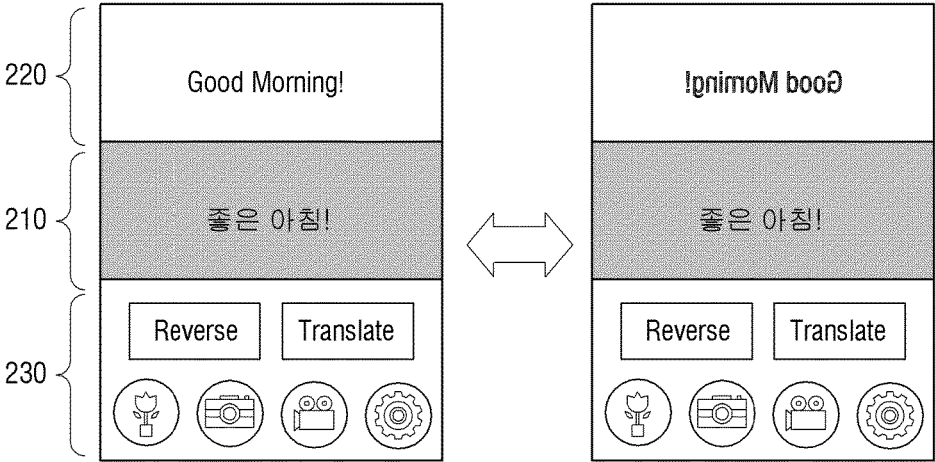 220
Good Morning!
Good Morning!
210
좋은 아침!
좋은 아침!
230
Reverse
Translate
Reverse
Translate